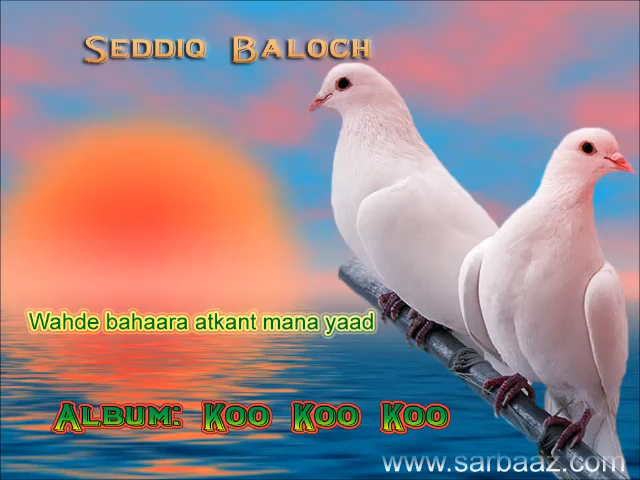 Seddiq Baloch
Wahde bahaara atkant mana yaad
Album: Koo Koo Koo
www.sarbaaz.com